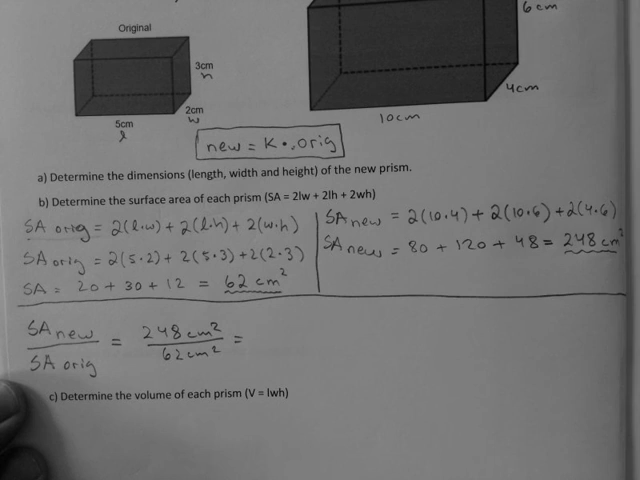 6cm
Original
3cm
h
4cm
2cm
w
5cm
l
10cm
new = K • orig
a) Determine the dimensions (length, width and height) of the new prism.
b) Determine the surface area of each prism (SA = 2lw + 2lh + 2wh)
SA orig = 2(l·w) + 2(l·h) + 2(w·h)
SA orig = 2(5·2) + 2(5·3) + 2(2·3)
SA = 20 + 30 + 12 = 62 cm²
SA new = 2(10·4) + 2(10·6) + 2(4·6)
SA new = 80 + 120 + 48 = 248 cm²
SA new / SA orig = 248 cm² / 62 cm² =
c) Determine the volume of each prism (V = lwh)